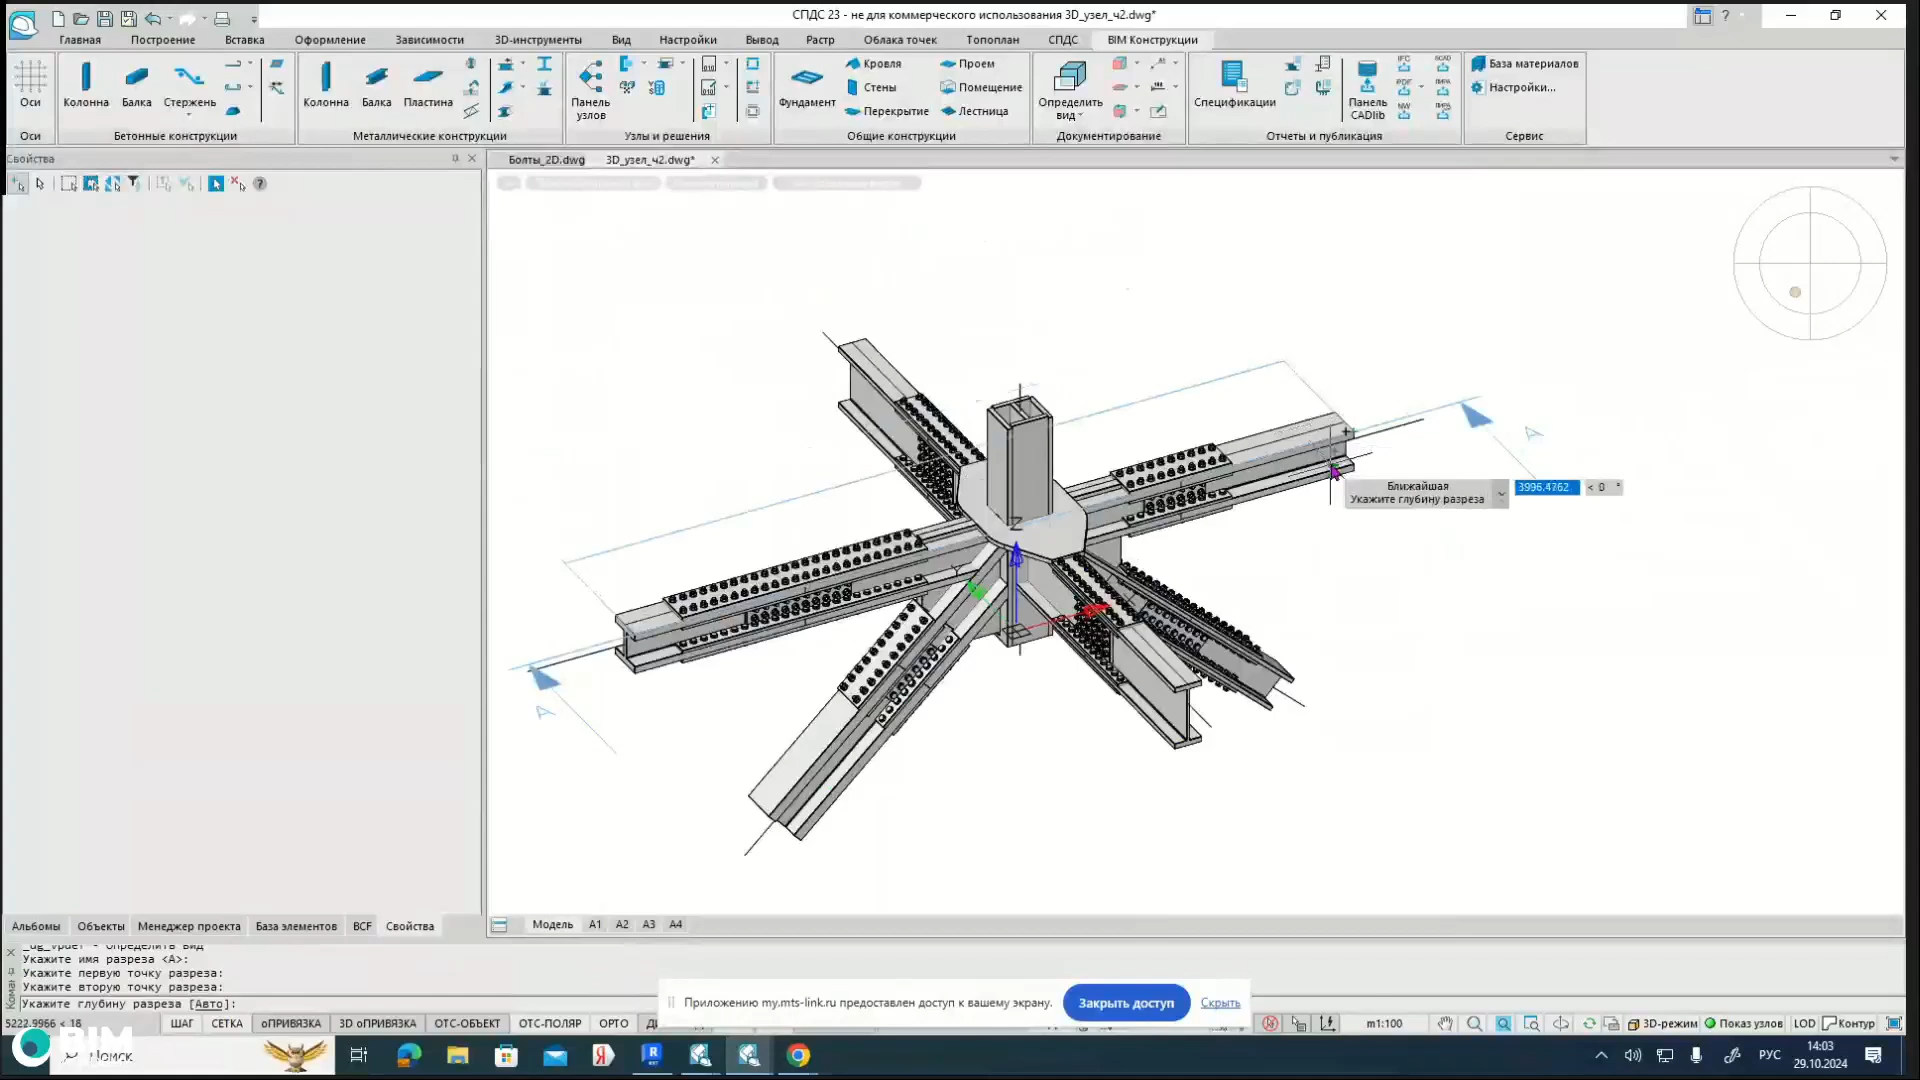 СПДС 23 - не для коммерческого использования 3D_узел_ч2.dwg*
Главная Построение Вставка Оформление Зависимости 3D-инструменты Вид Настройки Вывод Растр Облака точек Топоплан СПДС BIM Конструкции
Оси
Колонна Балка Стержень
Колонна Балка Пластина
Панель узлов
Фундамент
Кровля
Стены
Перекрытие
Проем
Помещение
Лестница
Определить вид
Спецификации
Панель CADlib
База материалов
Настройки...
Оси Бетонные конструкции Металлические конструкции Узлы и решения Общие конструкции Документирование Отчеты и публикация Сервис
Свойства
Болты_2D.dwg 3D_узел_ч2.dwg*
A
Ближайшая
Укажите глубину разреза
3996.4762 < 0 °
Z
A
Альбомы Объекты Менеджер проекта База элементов BCF Свойства
Модель A1 A2 A3 A4
Укажите имя разреза <A>:
Укажите первую точку разреза:
Укажите вторую точку разреза:
Укажите глубину разреза [Авто]:
Приложению my.mts-link.ru предоставлен доступ к вашему экрану. Закрыть доступ Скрыть
5222.9966 < 18 ШАГ СЕТКА оПРИВЯЗКА 3D оПРИВЯЗКА ОТС-ОБЪЕКТ ОТС-ПОЛЯР ОРТО m1:100 3D-режим Показ узлов LOD Контур
BIM
Поиск
РУС
14:03
29.10.2024